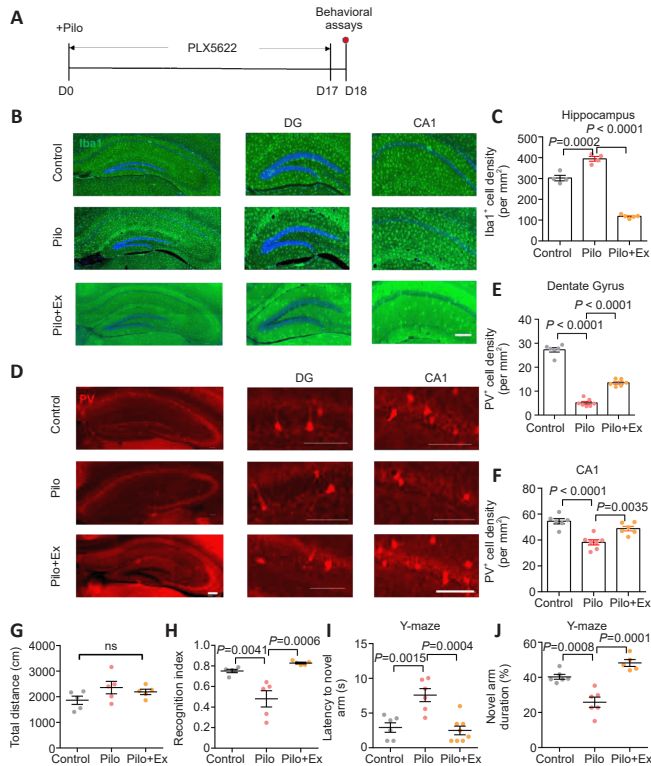 A
+Pilo
Behavioral
assays
PLX5622
D0
D17
D18
B
DG
CA1
Iba1
Control
Pilo
Pilo+Ex
C
Hippocampus
P < 0.0001
P=0.0002
Iba1+ cell density
(per mm²)
400
300
200
100
0
Control
Pilo
Pilo+Ex
D
DG
CA1
PV
Control
Pilo
Pilo+Ex
E
Dentate Gyrus
P < 0.0001
P < 0.0001
PV+ cell density
(per mm²)
40
30
20
10
0
Control
Pilo
Pilo+Ex
F
CA1
P < 0.0001
P=0.0035
PV+ cell density
(per mm²)
80
60
40
20
0
Control
Pilo
Pilo+Ex
G
ns
Total distance (cm)
4000
3000
2000
1000
0
Control
Pilo
Pilo+Ex
H
P=0.0041
P=0.0006
Recognition index
1.0
0.8
0.6
0.4
0.2
0
Control
Pilo
Pilo+Ex
I
Y-maze
P=0.0004
P=0.0015
Latency to novel
arm (s)
15
10
5
0
Control
Pilo
Pilo+Ex
J
Y-maze
P=0.0008
P=0.0001
Novel arm
duration (%)
60
40
20
0
Control
Pilo
Pilo+Ex